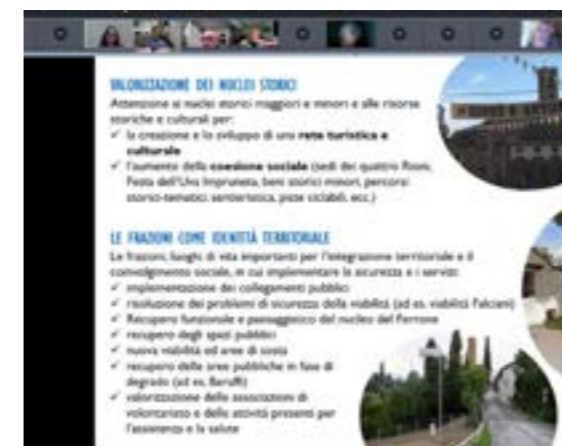 VALORIZZAZIONE DEI NUCLEI STORICI
Attenzione ai nuclei storici maggiori e minori e alle risorse
storiche e culturali per:
✓ la creazione e lo sviluppo di una rete turistica e
culturale
✓ l'aumento della coesione sociale (sedi dei quattro Rioni,
Festa dell'Uva Impruneta, beni storici minori, percorsi
storici-tematici, sentieristica, piste ciclabili, ecc.)
LE FRAZIONI COME IDENTITÀ TERRITORIALE
Le frazioni, luoghi di vita importanti per l'integrazione territoriale e il
coinvolgimento sociale, in cui implementare la sicurezza e i servizi:
✓ implementazione dei collegamenti pubblici
✓ risoluzione dei problemi di sicurezza della viabilità (ad es. viabilità Falciani)
✓ Recupero funzionale e paesaggistico del nucleo del Ferrone
✓ recupero degli spazi pubblici
✓ nuova viabilità ed aree di sosta
✓ recupero delle aree pubbliche in fase di
degrado (ad es. Baruffi)
✓ valorizzazione delle associazioni di
volontariato e delle attività presenti per
l'assistenza e la salute